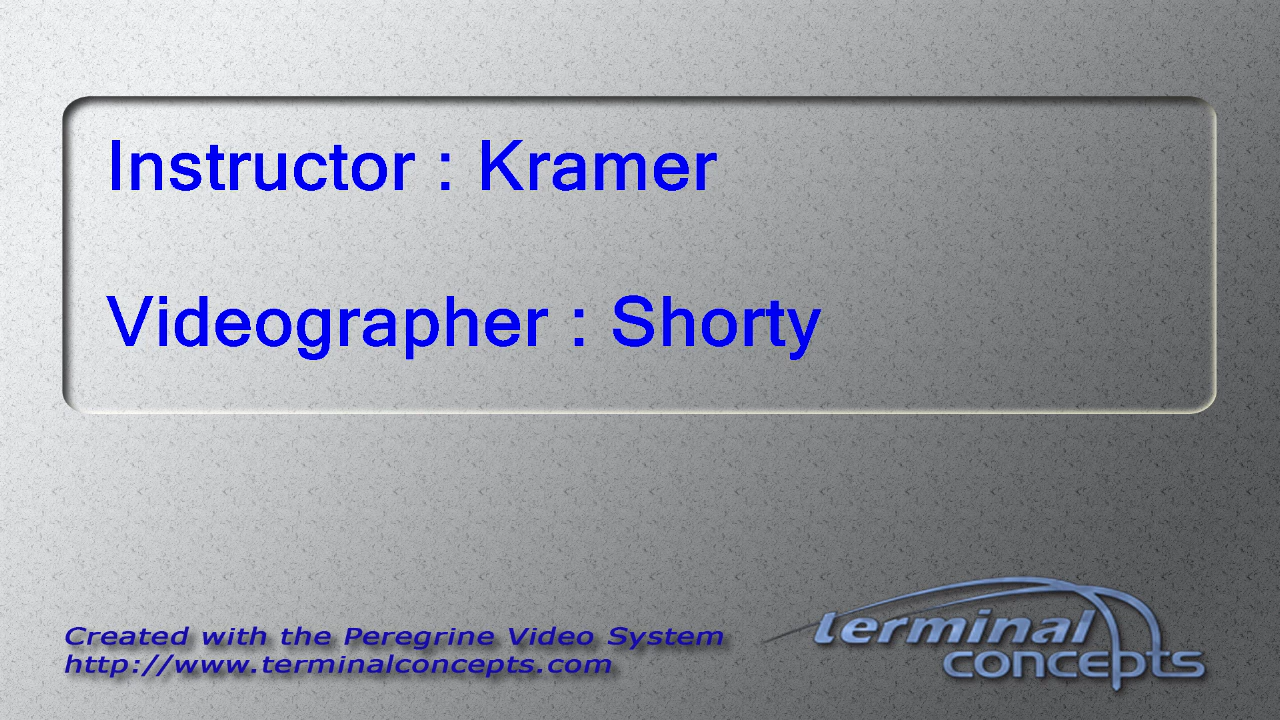 Instructor : Kramer
Videographer : Shorty
Created with the Peregrine Video System
http://www.terminalconcepts.com
terminal
concepts